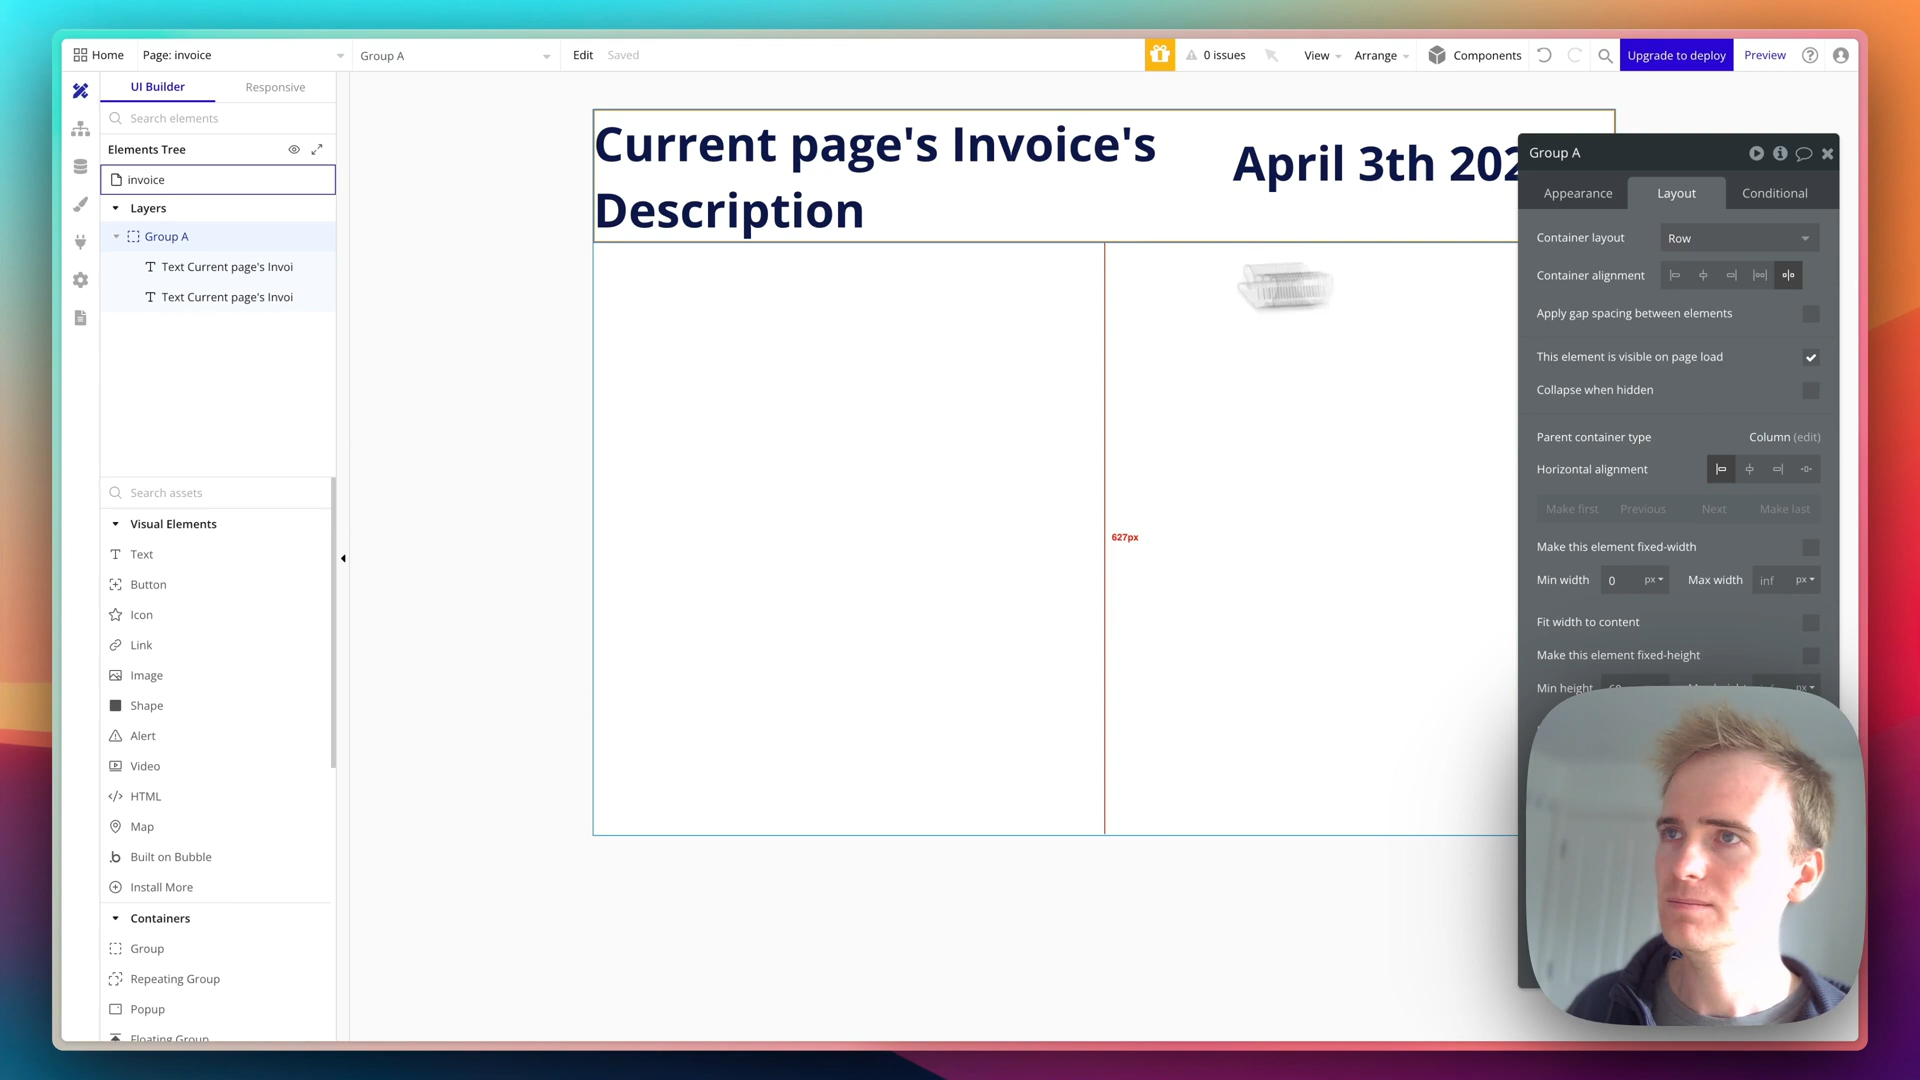 Home
Page: invoice
Group A
Edit
Saved
0 issues
View
Arrange
Components
Upgrade to deploy
Preview
UI Builder
Responsive
Search elements
Elements Tree
invoice
Layers
Group A
Text Current page's Invoi
Text Current page's Invoi
Search assets
Visual Elements
Text
Button
Icon
Link
Image
Shape
Alert
Video
HTML
Map
Built on Bubble
Install More
Containers
Group
Repeating Group
Popup
Floating Group
Current page's Invoice's
Description
April 3th 202
627px
Group A
Appearance
Layout
Conditional
Container layout
Row
Container alignment
Apply gap spacing between elements
This element is visible on page load
Collapse when hidden
Parent container type
Column (edit)
Horizontal alignment
Make first
Previous
Next
Make last
Make this element fixed-width
Min width
0
px
Max width
inf
px
Fit width to content
Make this element fixed-height
Min height
px